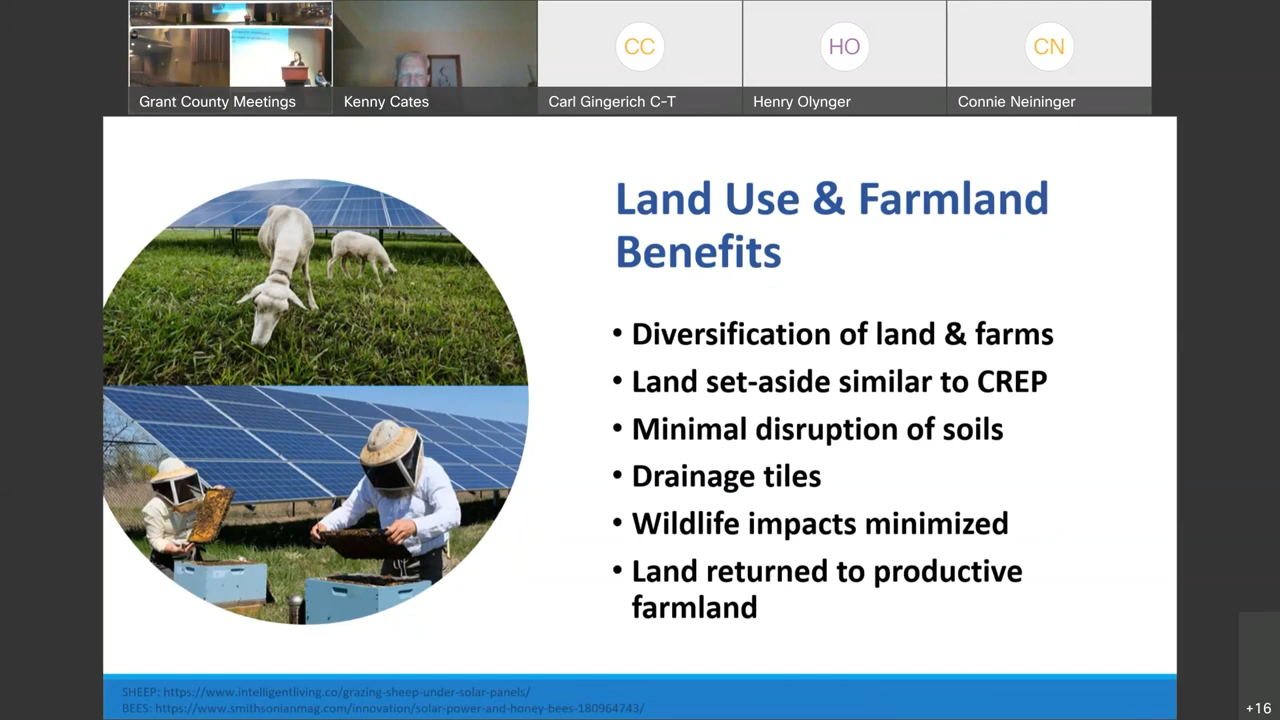 CC
HO
CN
Grant County Meetings
Kenny Cates
Carl Gingerich C-T
Henry Olynger
Connie Neininger
Land Use & Farmland
Benefits
• Diversification of land & farms
• Land set-aside similar to CREP
• Minimal disruption of soils
• Drainage tiles
• Wildlife impacts minimized
• Land returned to productive
farmland
SHEEP: https://www.intelligentliving.co/grazing-sheep-under-solar-panels/
BEES: https://www.smithsonianmag.com/innovation/solar-power-and-honey-bees-180964743/
+16